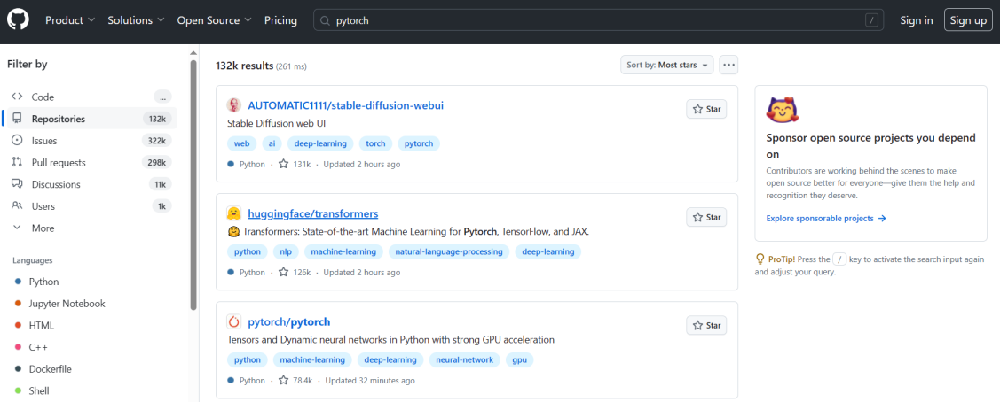 Product Solutions Open Source Pricing pytorch / Sign in Sign up
Filter by
Code ...
Repositories 132k
Issues 322k
Pull requests 298k
Discussions 11k
Users 1k
More
Languages
Python
Jupyter Notebook
HTML
C++
Dockerfile
Shell
132k results (261 ms) Sort by: Most stars ...
AUTOMATIC1111/stable-diffusion-webui Star
Stable Diffusion web UI
web ai deep-learning torch pytorch
Python · 131k · Updated 2 hours ago
huggingface/transformers Star
🤗 Transformers: State-of-the-art Machine Learning for Pytorch, TensorFlow, and JAX.
python nlp machine-learning natural-language-processing deep-learning
Python · 126k · Updated 2 hours ago
pytorch/pytorch Star
Tensors and Dynamic neural networks in Python with strong GPU acceleration
python machine-learning deep-learning neural-network gpu
Python · 78.4k · Updated 32 minutes ago
Sponsor open source projects you depend
on
Contributors are working behind the scenes to make
open source better for everyone—give them the help and
recognition they deserve.
Explore sponsorable projects →
ProTip! Press the / key to activate the search input again
and adjust your query.